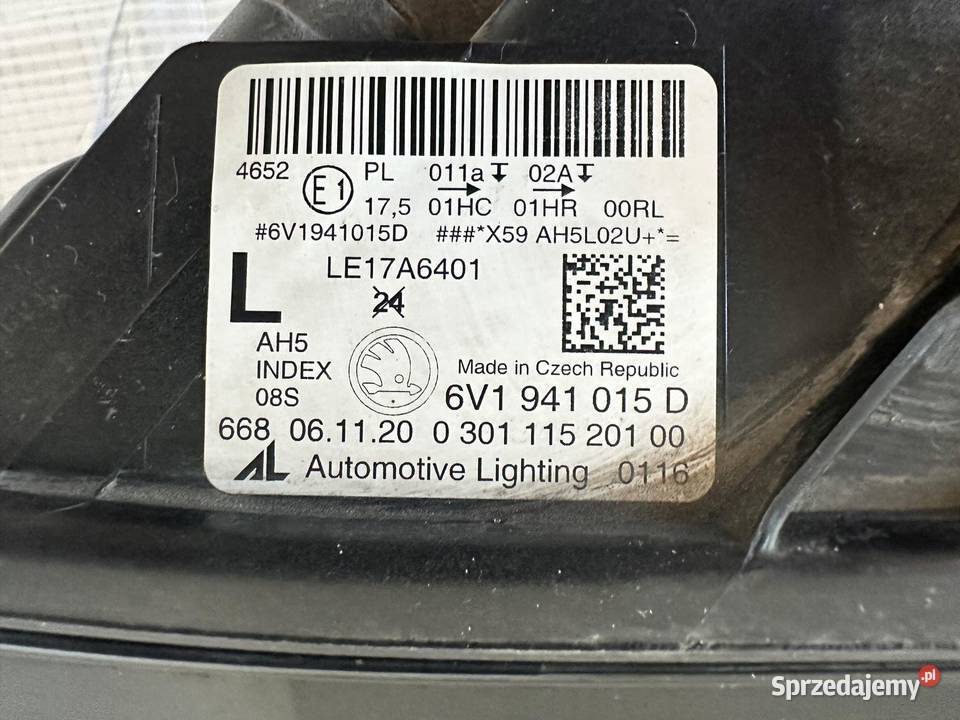 4652 E1 PL 011a 02A
17,5 01HC 01HR 00RL
#6V1941015D ###*X59 AH5L02U+*=
L LE17A6401
24
AH5
INDEX
08S
Made in Czech Republic
6V1 941 015 D
668 06.11.20 0 301 115 201 00
AL Automotive Lighting 0116
Sprzedajemy.pl